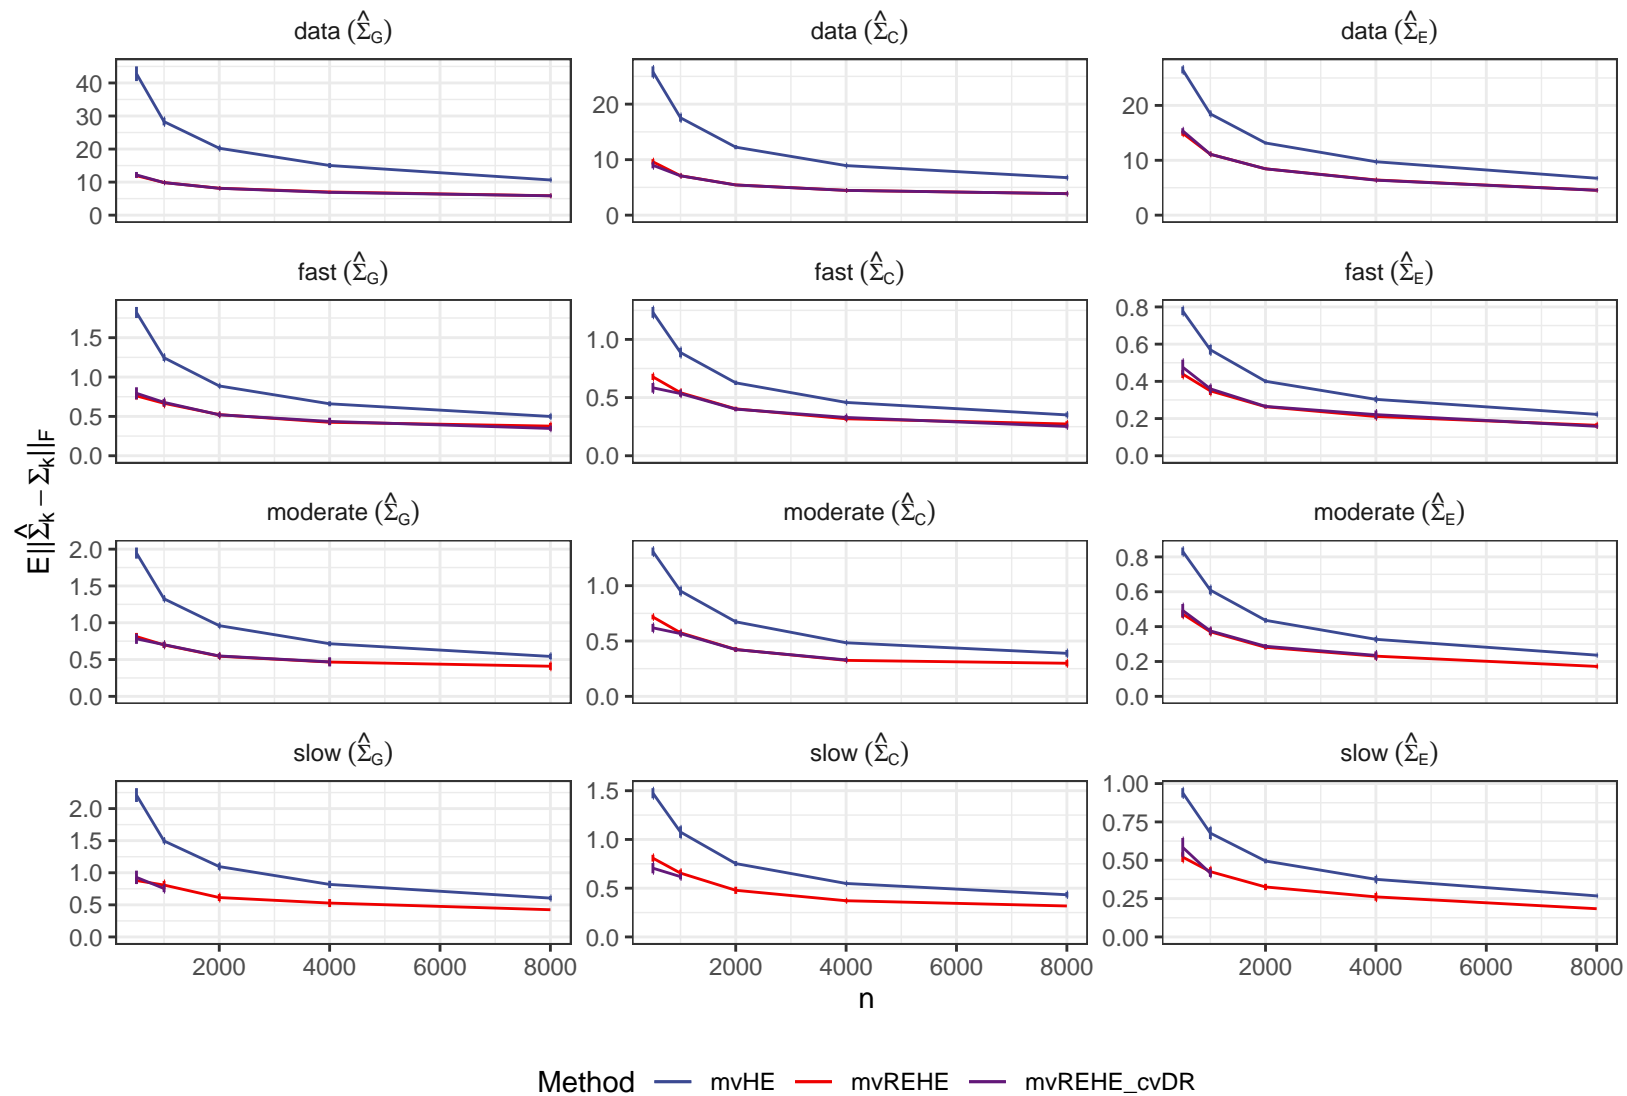 data (Σ̂G)
data (Σ̂C)
data (Σ̂E)
40
30
20
10
0
20
10
0
20
10
0
fast (Σ̂G)
fast (Σ̂C)
fast (Σ̂E)
1.5
1.0
0.5
0.0
1.0
0.5
0.0
0.8
0.6
0.4
0.2
0.0
E||Σ̂k − Σk||F
moderate (Σ̂G)
moderate (Σ̂C)
moderate (Σ̂E)
2.0
1.5
1.0
0.5
0.0
1.0
0.5
0.0
0.8
0.6
0.4
0.2
0.0
slow (Σ̂G)
slow (Σ̂C)
slow (Σ̂E)
2.0
1.5
1.0
0.5
0.0
1.5
1.0
0.5
0.0
1.00
0.75
0.50
0.25
0.00
2000 4000 6000 8000
2000 4000 6000 8000
2000 4000 6000 8000
n
Method mvHE mvREHE mvREHE_cvDR